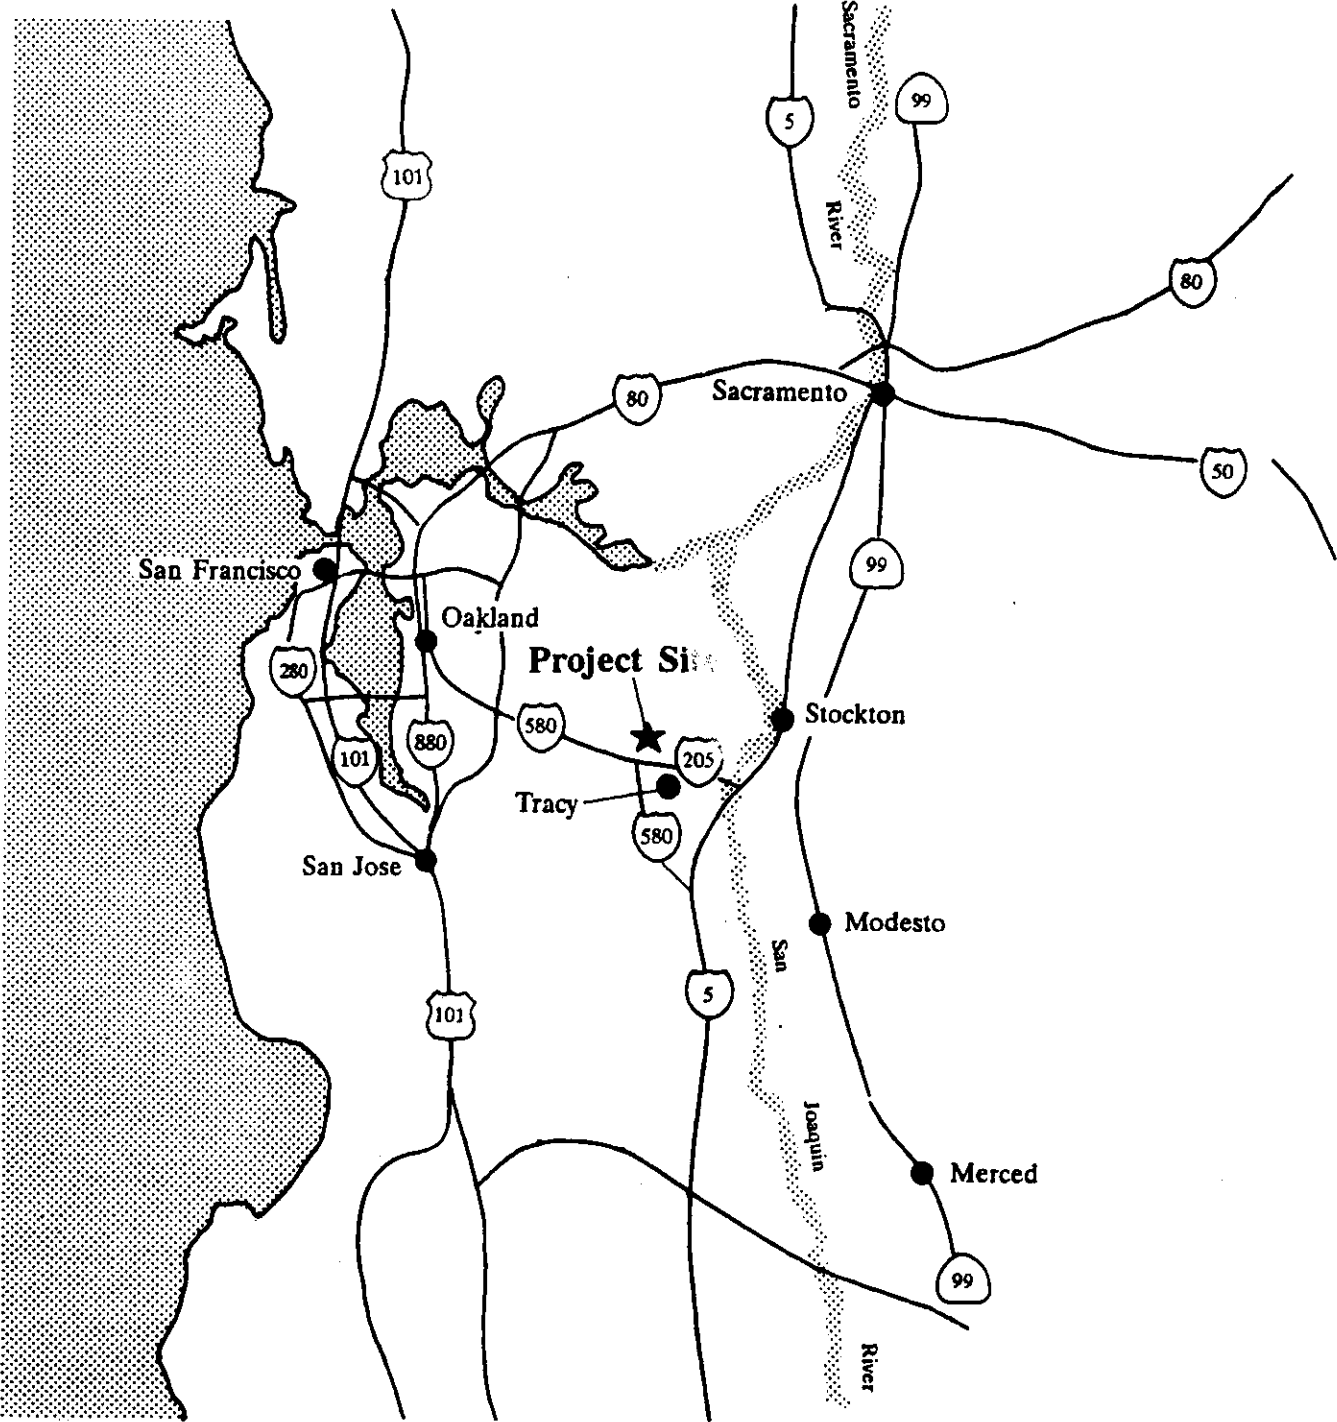 Sacramento
River
5
99
101
80
80
Sacramento
50
99
San Francisco
Oakland
Project Site
280
580
Stockton
880
101
205
Tracy
580
San Jose
Modesto
San
5
101
Joaquin
Merced
99
River